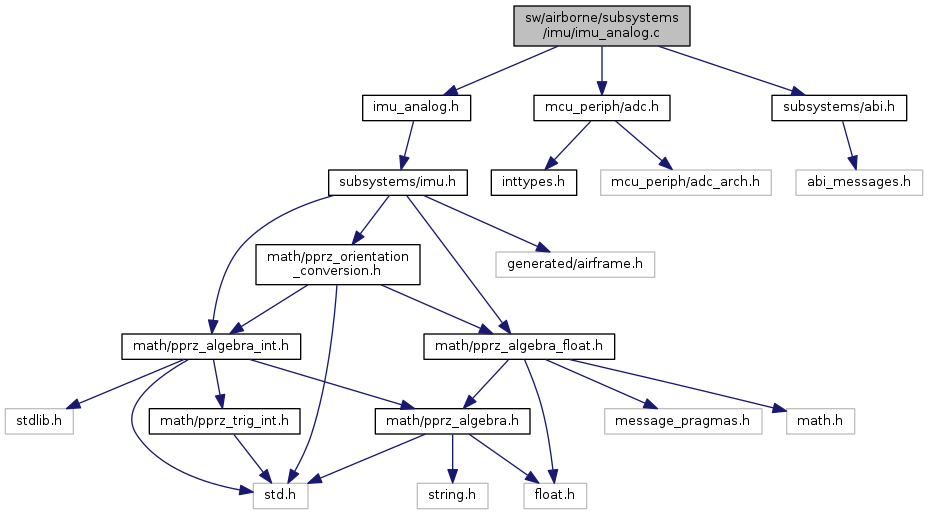 sw/airborne/subsystems
/imu/imu_analog.c
imu_analog.h
mcu_periph/adc.h
subsystems/abi.h
subsystems/imu.h
inttypes.h
mcu_periph/adc_arch.h
abi_messages.h
math/pprz_orientation
_conversion.h
generated/airframe.h
math/pprz_algebra_int.h
math/pprz_algebra_float.h
stdlib.h
math/pprz_trig_int.h
math/pprz_algebra.h
message_pragmas.h
math.h
std.h
string.h
float.h